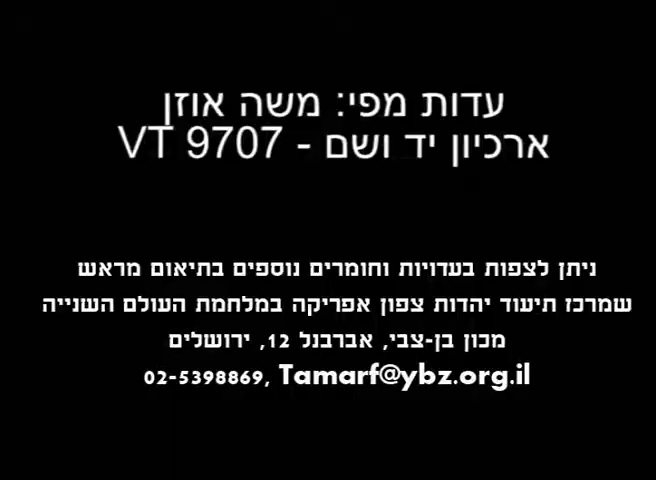 עדות מפי: משה אוזן
ארכיון יד ושם - VT 9707
ניתן לצפות בעדויות וחומרים נוספים בתיאום מראש
שמרכז תיעוד יהדות צפון אפריקה במלחמת העולם השנייה
מכון בן-צבי, אברבנל 12, ירושלים
02-5398869, Tamarf@ybz.org.il